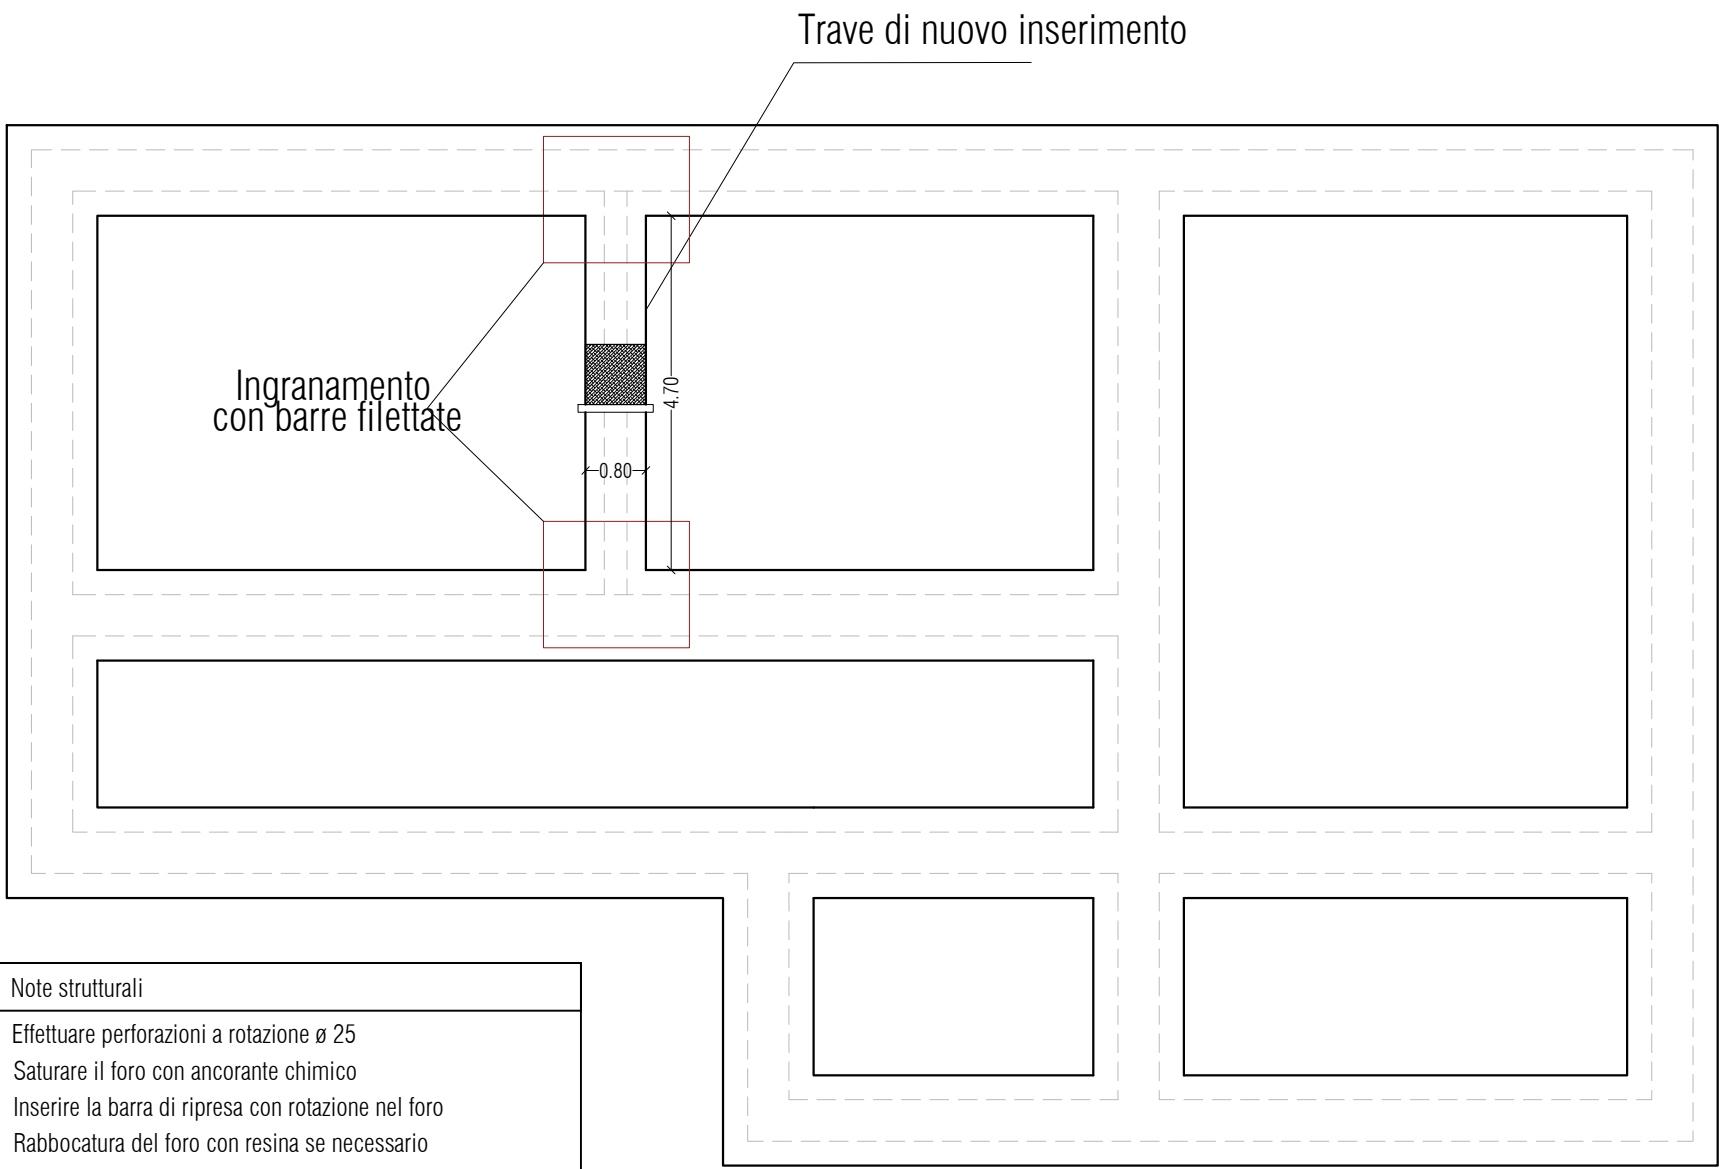 Trave di nuovo inserimento
Ingranamento
con barre filettate
4.70
0.80
Note strutturali
Effettuare perforazioni a rotazione ø 25
Saturare il foro con ancorante chimico
Inserire la barra di ripresa con rotazione nel foro
Rabboccatura del foro con resina se necessario